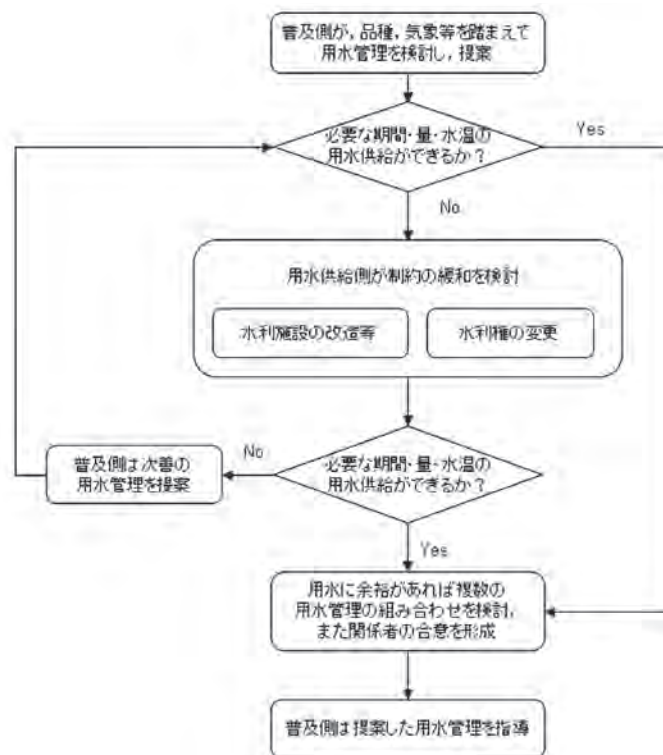 普及側が，品種，気象等を踏まえて
用水管理を検討し，提案
必要な期間・量・水温の
用水供給ができるか？
Yes
No
用水供給側が制約の緩和を検討
水利施設の改造等
水利権の変更
普及側は次善の
用水管理を提案
No
必要な期間・量・水温の
用水供給ができるか？
Yes
用水に余裕があれば複数の
用水管理の組み合わせを検討，
また関係者の合意を形成
普及側は提案した用水管理を指導